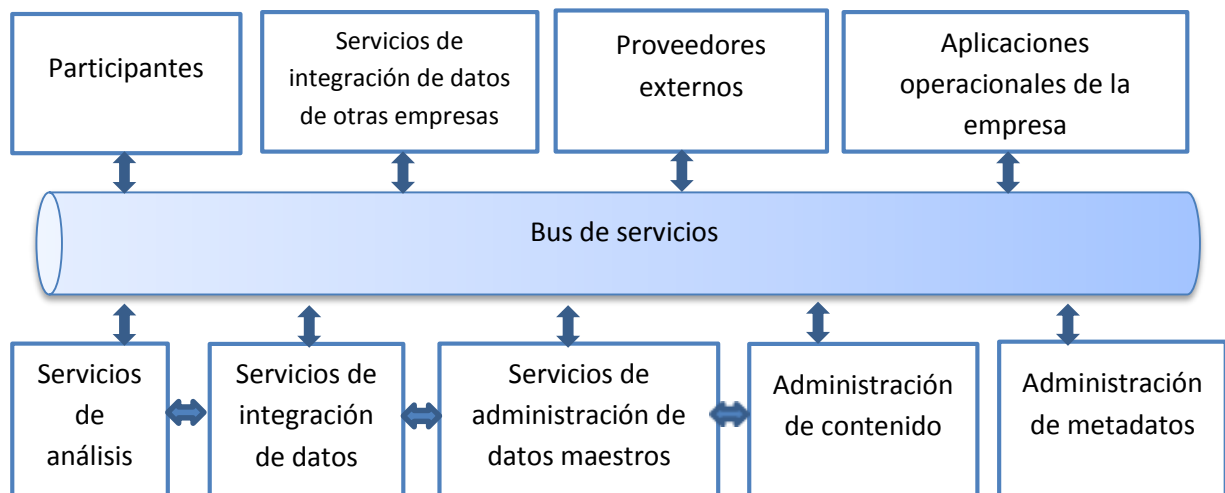 Participantes
Servicios de
integración de datos
de otras empresas
Proveedores
externos
Aplicaciones
operacionales de la
empresa
Bus de servicios
Servicios
de
análisis
Servicios de
integración
de datos
Servicios de
administración de
datos maestros
Administración
de contenido
Administración
de metadatos